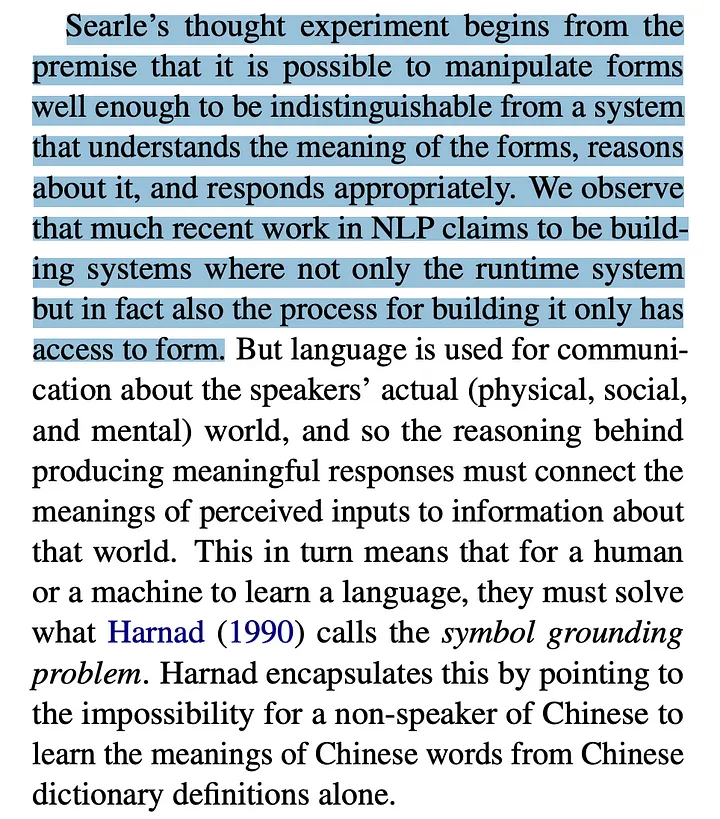 Searle's thought experiment begins from the
premise that it is possible to manipulate forms
well enough to be indistinguishable from a system
that understands the meaning of the forms, reasons
about it, and responds appropriately. We observe
that much recent work in NLP claims to be build-
ing systems where not only the runtime system
but in fact also the process for building it only has
access to form. But language is used for communi-
cation about the speakers' actual (physical, social,
and mental) world, and so the reasoning behind
producing meaningful responses must connect the
meanings of perceived inputs to information about
that world. This in turn means that for a human
or a machine to learn a language, they must solve
what Harnad (1990) calls the symbol grounding
problem. Harnad encapsulates this by pointing to
the impossibility for a non-speaker of Chinese to
learn the meanings of Chinese words from Chinese
dictionary definitions alone.